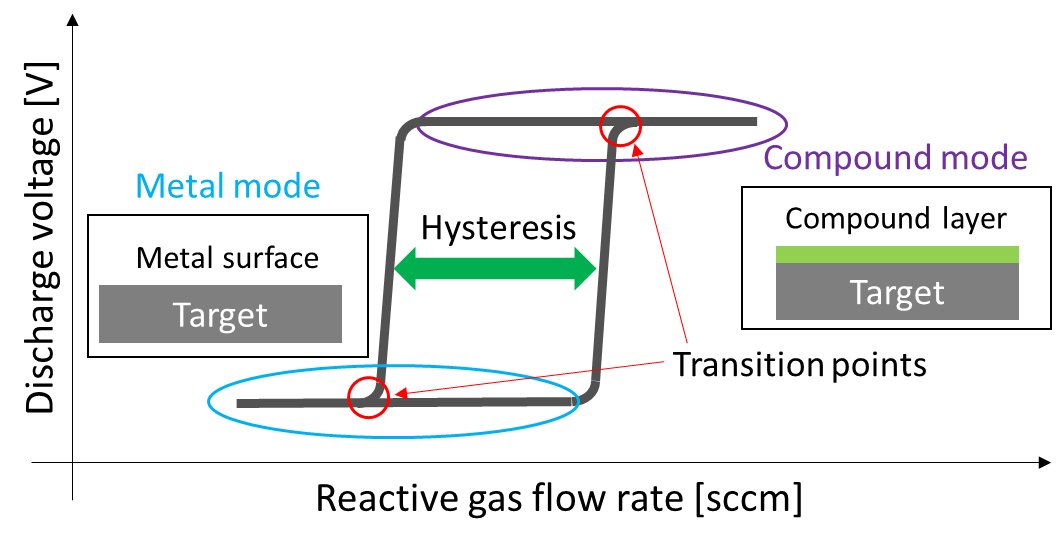 Discharge voltage [V]
Metal mode
Metal surface
Target
Hysteresis
Compound mode
Compound layer
Target
Transition points
Reactive gas flow rate [sccm]